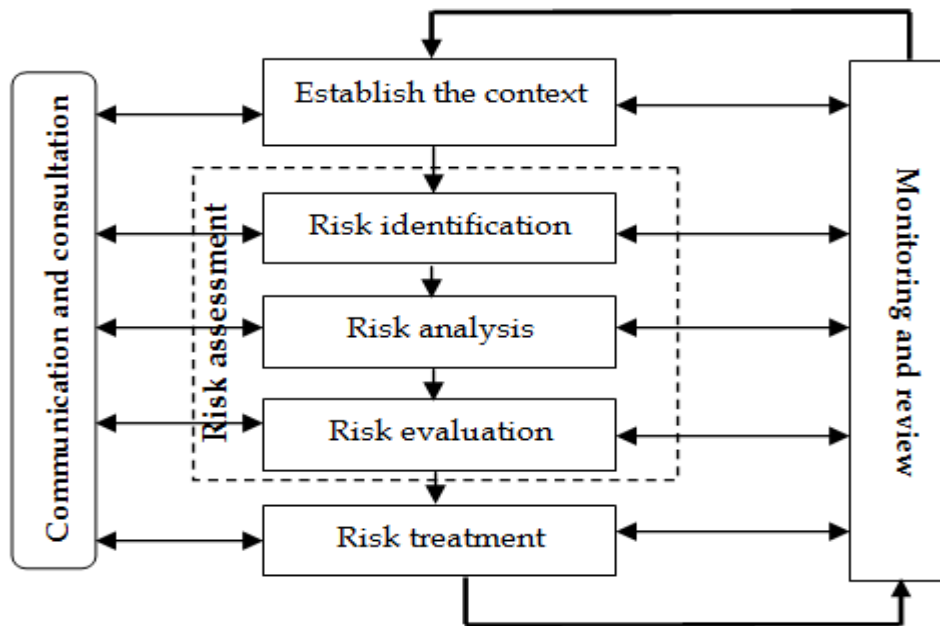 Communication and consultation
Establish the context
Risk assessment
Risk identification
Risk analysis
Risk evaluation
Risk treatment
Monitoring and review